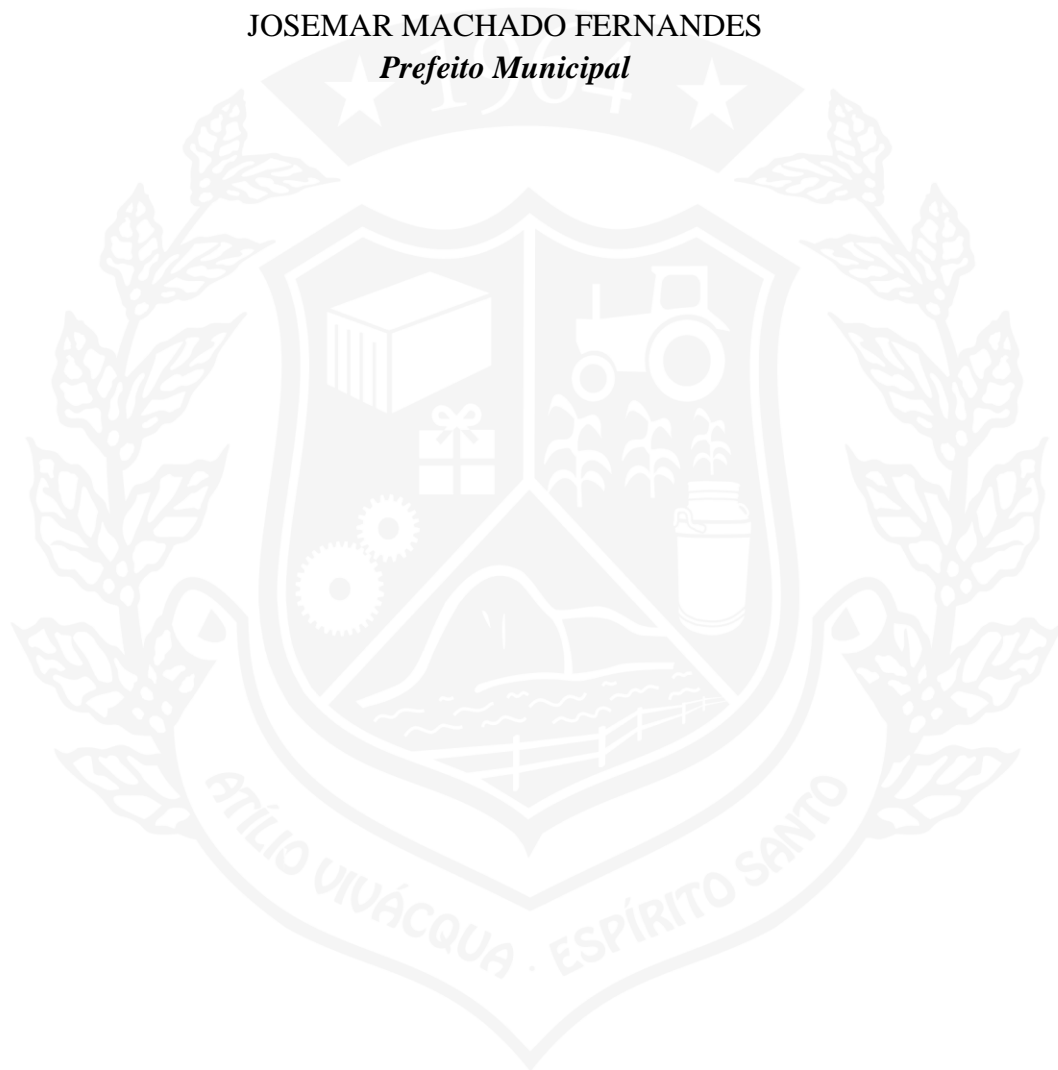 JOSEMAR MACHADO FERNANDES
Prefeito Municipal
1964
ATÍLIO VIVÁCQUA · ESPÍRITO SANTO